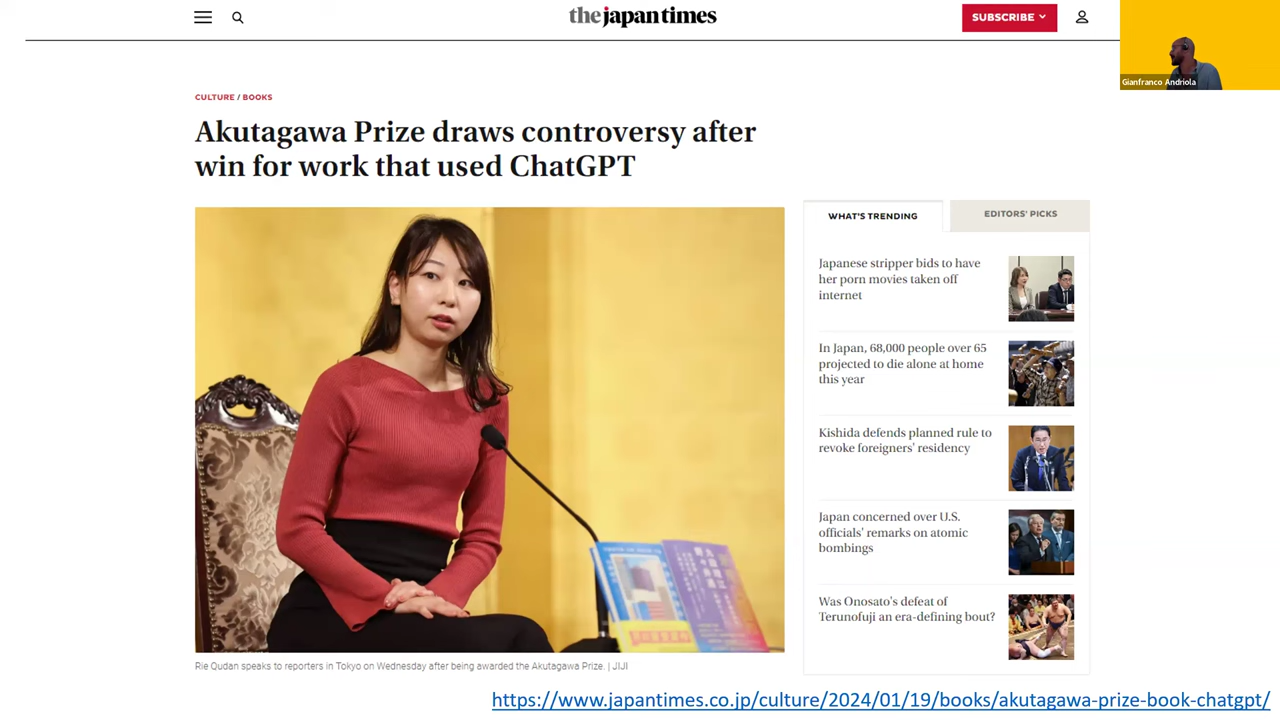 the japan times
SUBSCRIBE
Gianfranco Andriola
CULTURE / BOOKS
Akutagawa Prize draws controversy after
win for work that used ChatGPT
WHAT'S TRENDING
EDITORS' PICKS
Japanese stripper bids to have
her porn movies taken off
internet
In Japan, 68,000 people over 65
projected to die alone at home
this year
Kishida defends planned rule to
revoke foreigners' residency
Japan concerned over U.S.
officials' remarks on atomic
bombings
Was Onosato's defeat of
Terunofuji an era-defining bout?
Rie Qudan speaks to reporters in Tokyo on Wednesday after being awarded the Akutagawa Prize. | JIJI
https://www.japantimes.co.jp/culture/2024/01/19/books/akutagawa-prize-book-chatgpt/